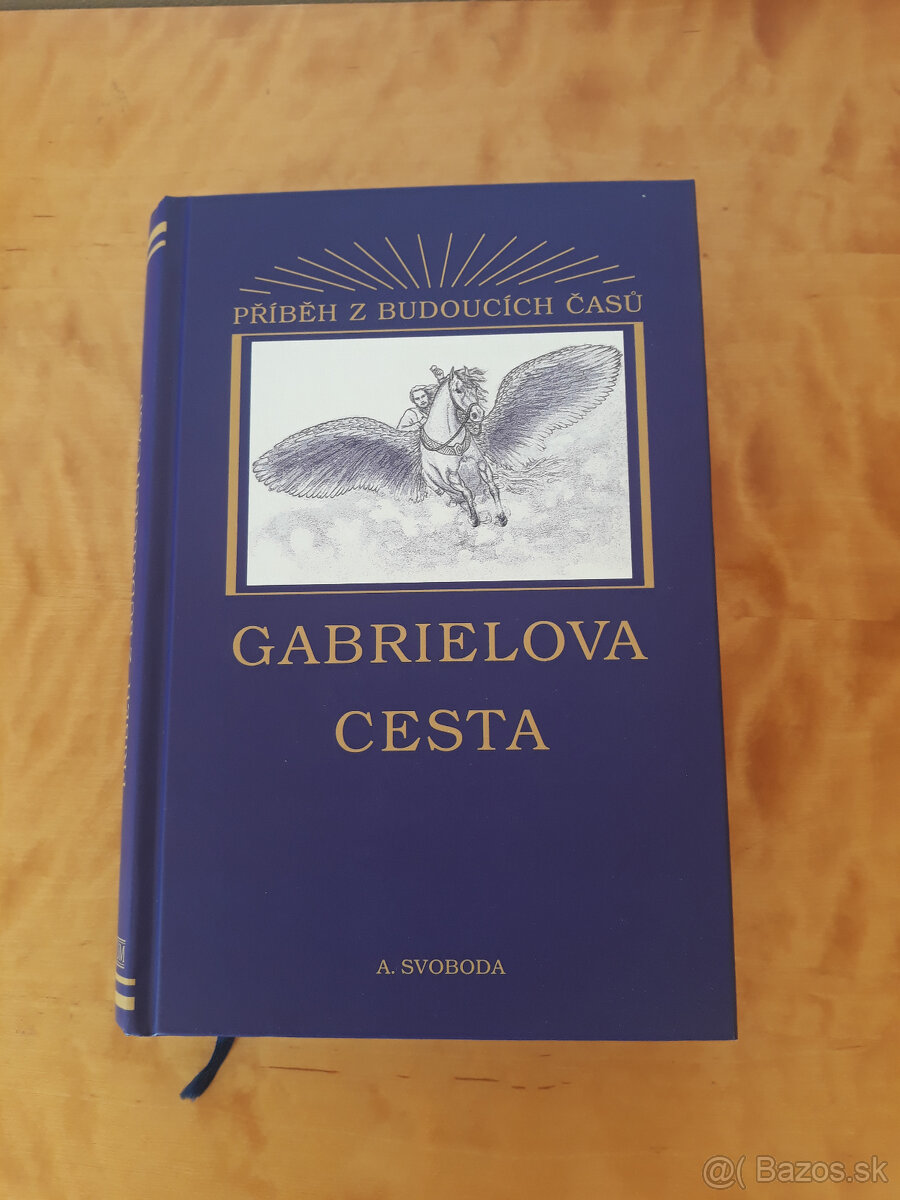 PŘÍBĚH Z BUDOUCÍCH ČASŮ
GABRIELOVA
CESTA
A. SVOBODA
@( Bazos.sk